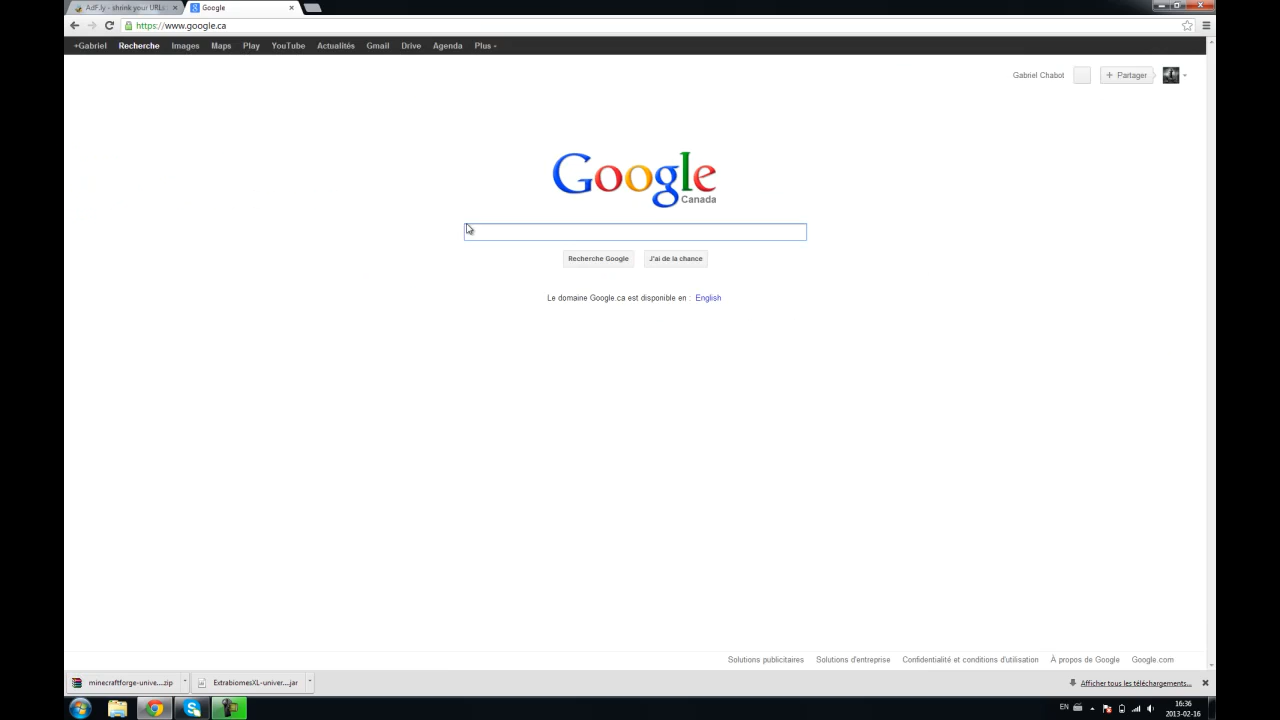 AdF.ly - shrink your URLs
Google
https://www.google.ca
+Gabriel Recherche Images Maps Play YouTube Actualités Gmail Drive Agenda Plus
Gabriel Chabot + Partager
Google
Canada
Recherche Google J'ai de la chance
Le domaine Google.ca est disponible en : English
Solutions publicitaires Solutions d'entreprise Confidentialité et conditions d'utilisation À propos de Google Google.com
minecraftforge-unive....zip ExtrabiomesXL-univer....jar Afficher tous les téléchargements...
EN 16:36
2013-02-16